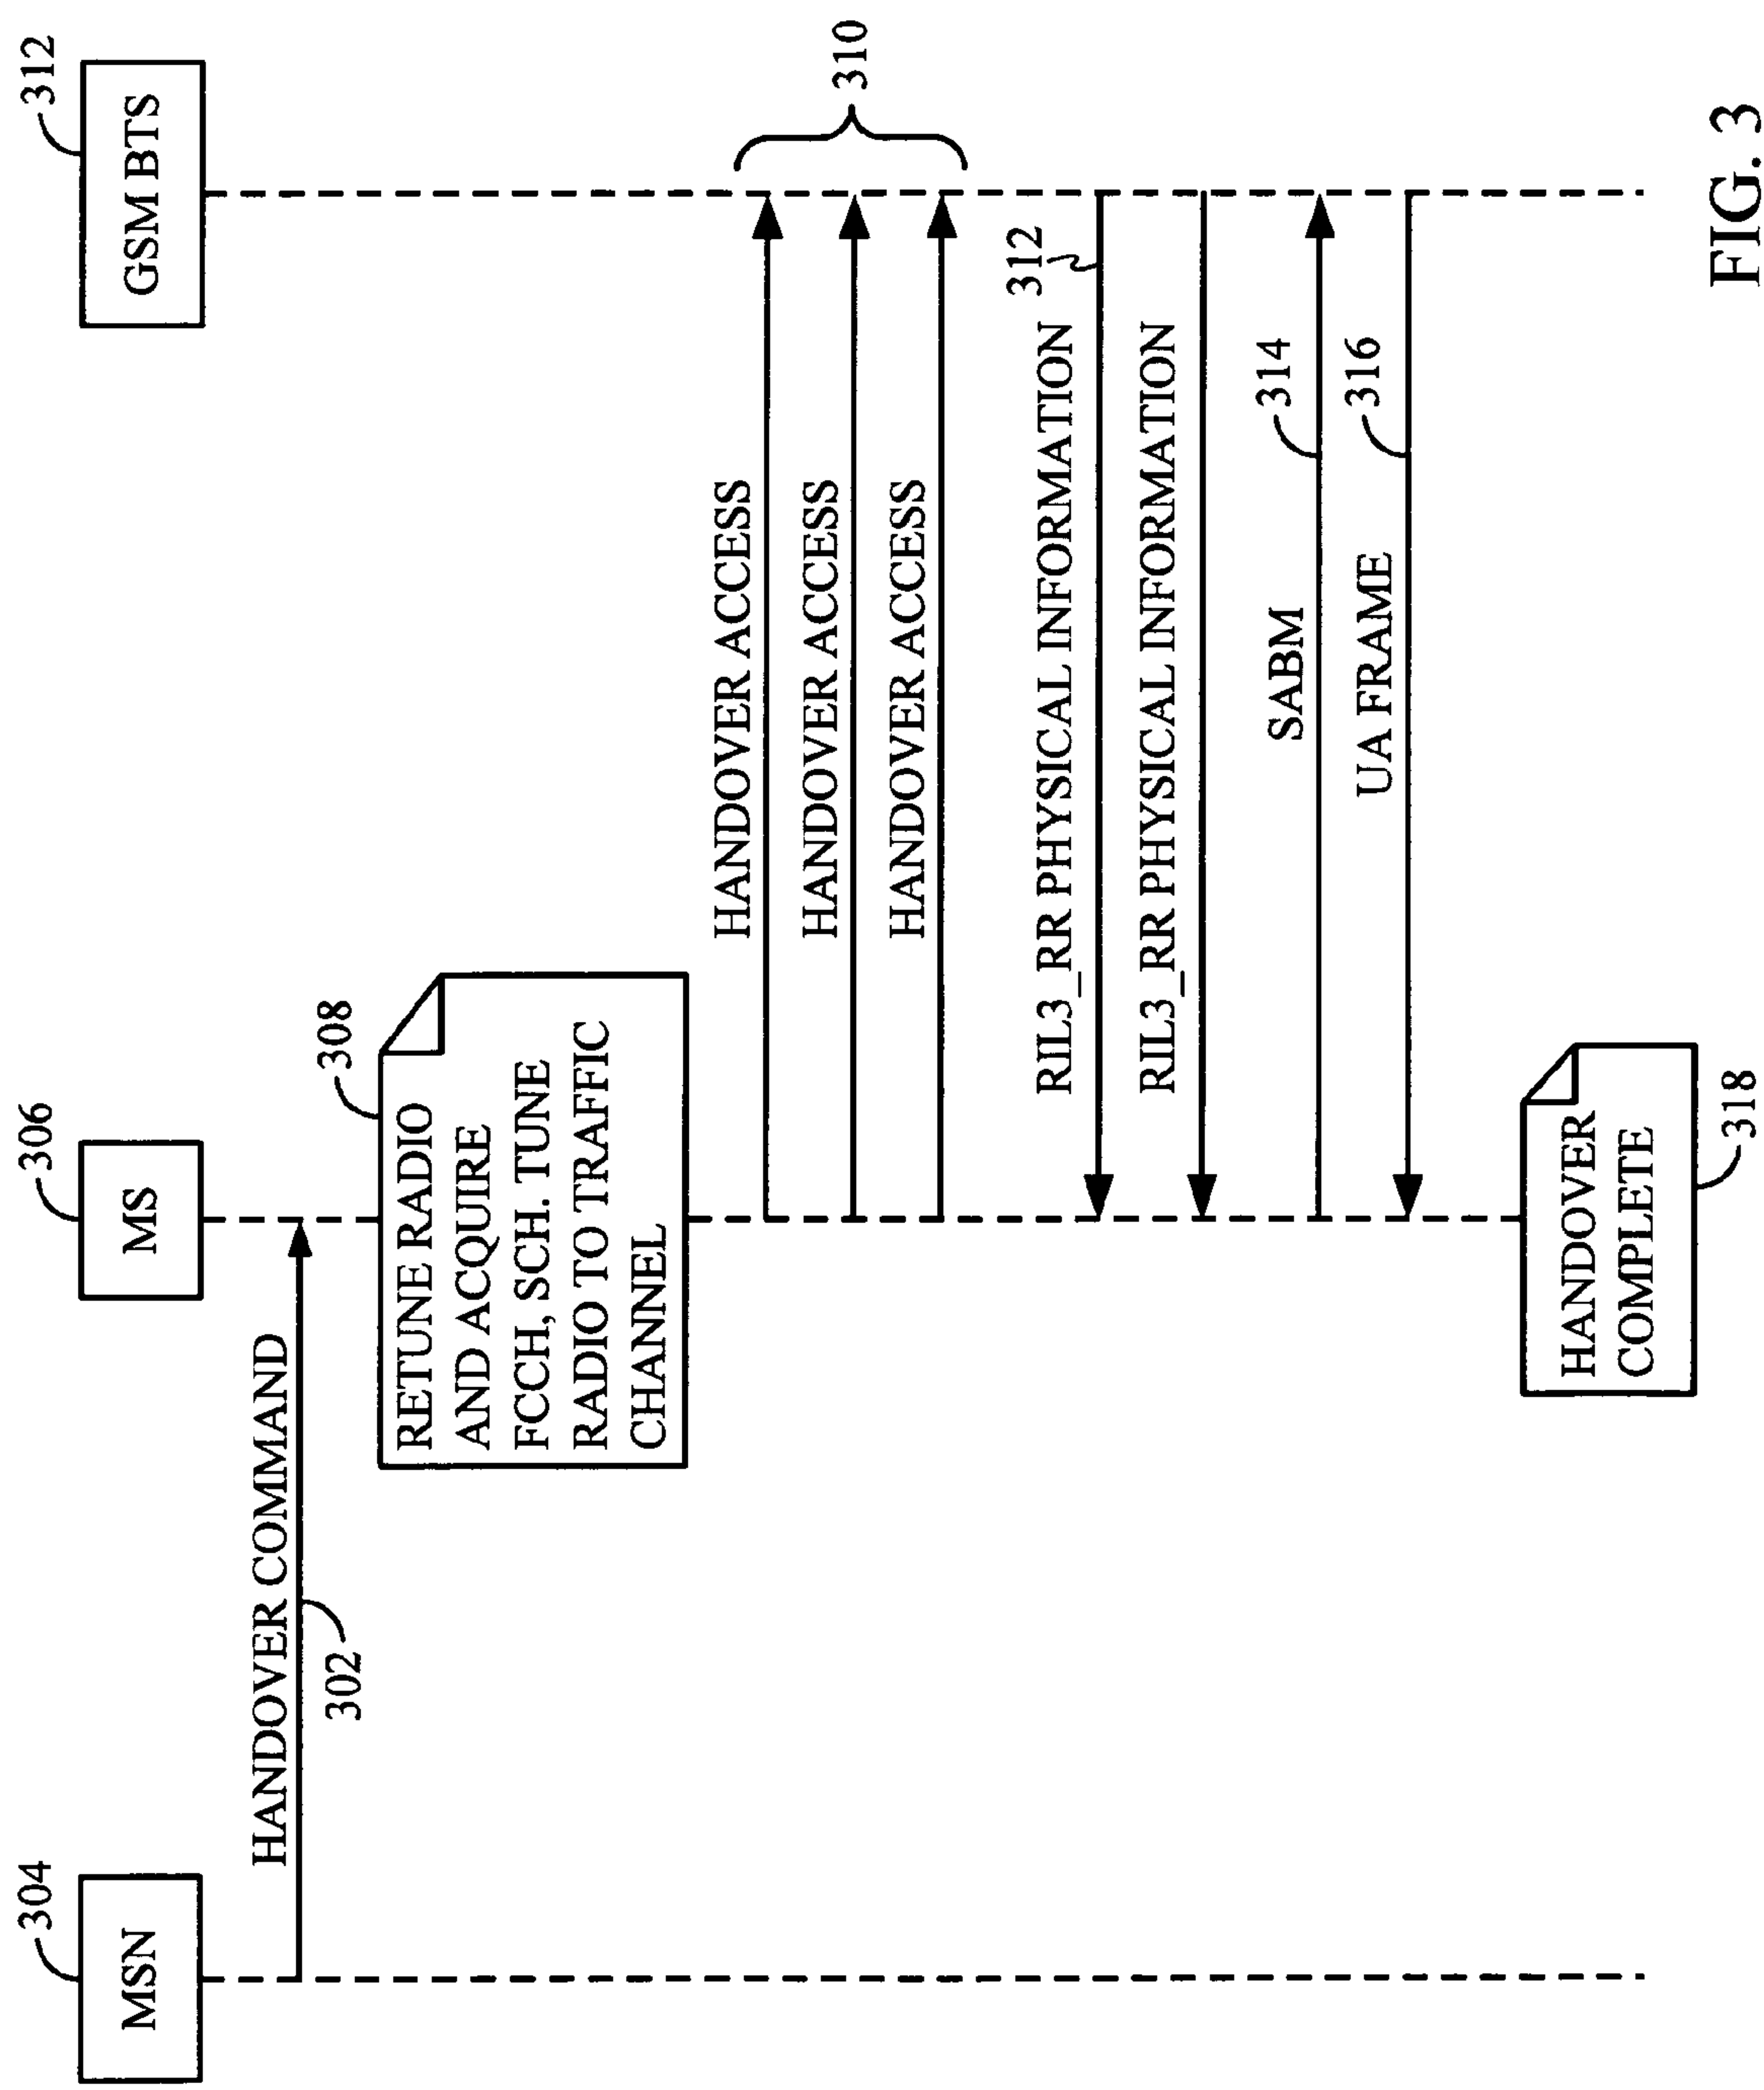 304
MSN
306
MS
312
GSM BTS
HANDOVER COMMAND
302
308
RETUNE RADIO
AND ACQUIRE
FCCH, SCH. TUNE
RADIO TO TRAFFIC
CHANNEL
HANDOVER ACCESS
HANDOVER ACCESS
HANDOVER ACCESS
310
RIL3_RR PHYSICAL INFORMATION
312
RIL3_RR PHYSICAL INFORMATION
SABM
314
UA FRAME
316
HANDOVER
COMPLETE
318
FIG. 3